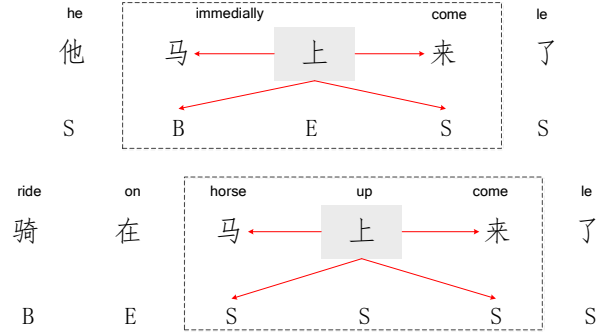 he immedially come le
他 马 上 来 了
S B E S S
ride on horse up come le
骑 在 马 上 来 了
B E S S S S